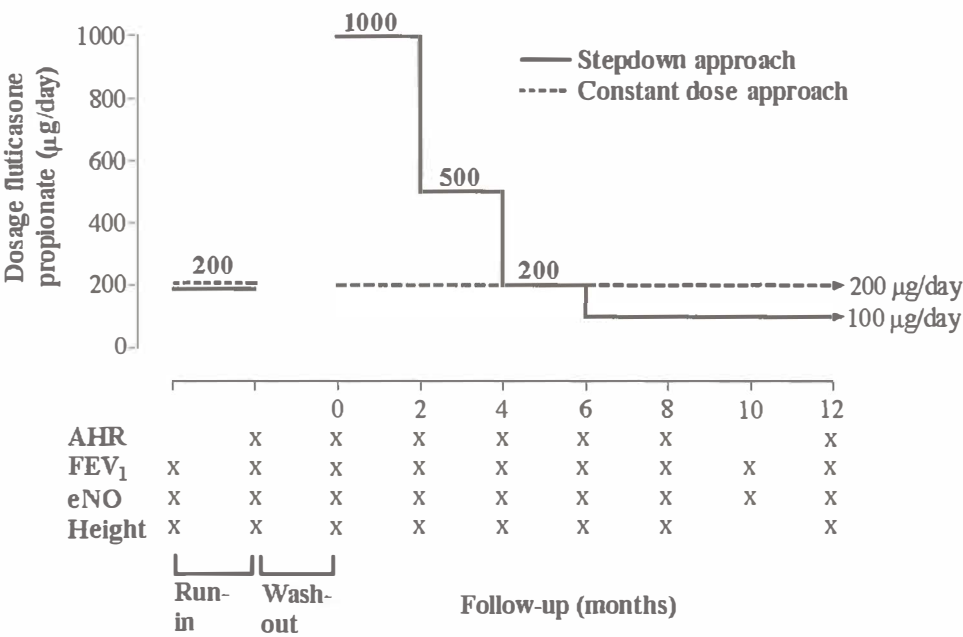 1000
1000
Stepdown approach
Constant dose approach
Dosage fluticasone
propionate (µg/day)
800
600
500
400
200
200
200
200 µg/day
100 µg/day
0
0 2 4 6 8 10 12
AHR x x x x x x x
FEV1 x x x x x x x x x
eNO x x x x x x x x x
Height x x x x x x x x
Run-
in
Wash-
out
Follow-up (months)